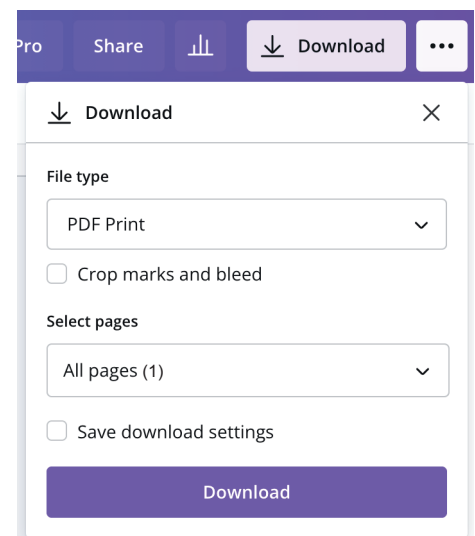 Pro Share Download
Download
File type
PDF Print
Crop marks and bleed
Select pages
All pages (1)
Save download settings
Download